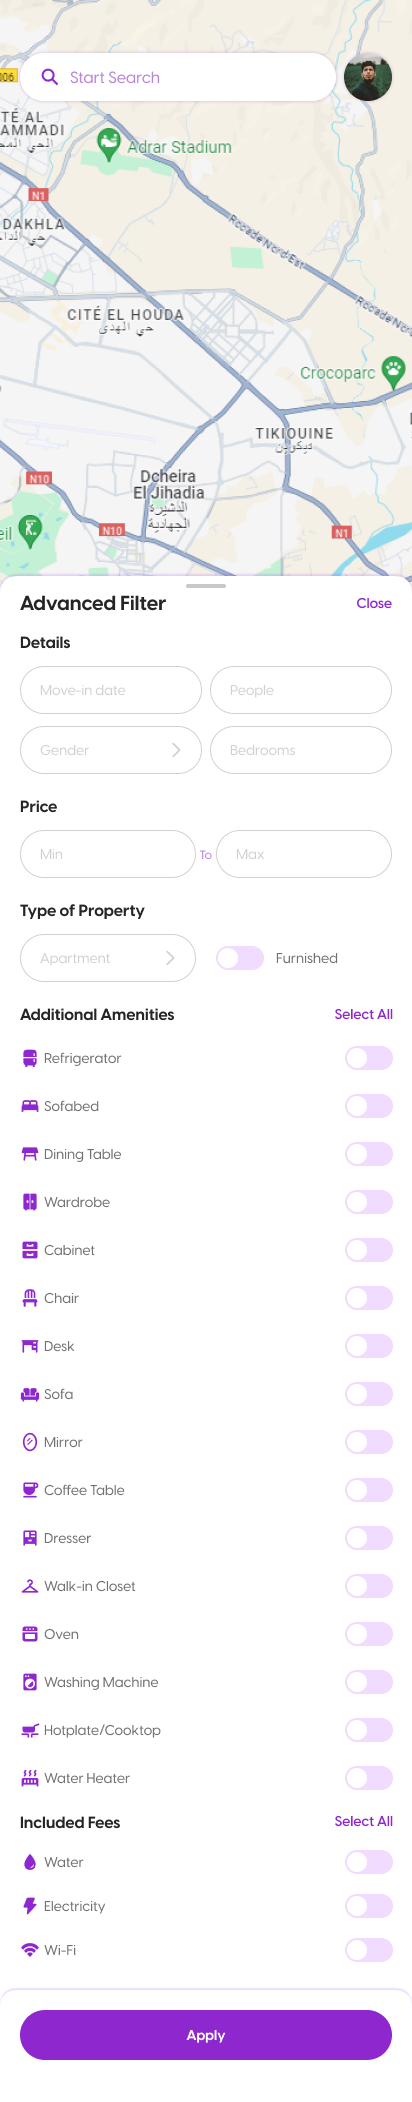 Start Search
006
TÉ AL
AMMADI
Adrar Stadium
N1
DAKHLA
Rocade Nord Est
CITÉ EL HOUDA
حي الهدى
Rocade Nord
Crocoparc
TIKIOUINE
تيكوين
N10
Dcheira
El Jihadia
الدشيرة
الجهادية
N10
N1
eil
Advanced Filter
Close
Details
Move-in date
People
Gender
Bedrooms
Price
Min
To
Max
Type of Property
Apartment
Furnished
Additional Amenities
Select All
Refrigerator
Sofabed
Dining Table
Wardrobe
Cabinet
Chair
Desk
Sofa
Mirror
Coffee Table
Dresser
Walk-in Closet
Oven
Washing Machine
Hotplate/Cooktop
Water Heater
Included Fees
Select All
Water
Electricity
Wi-Fi
Apply